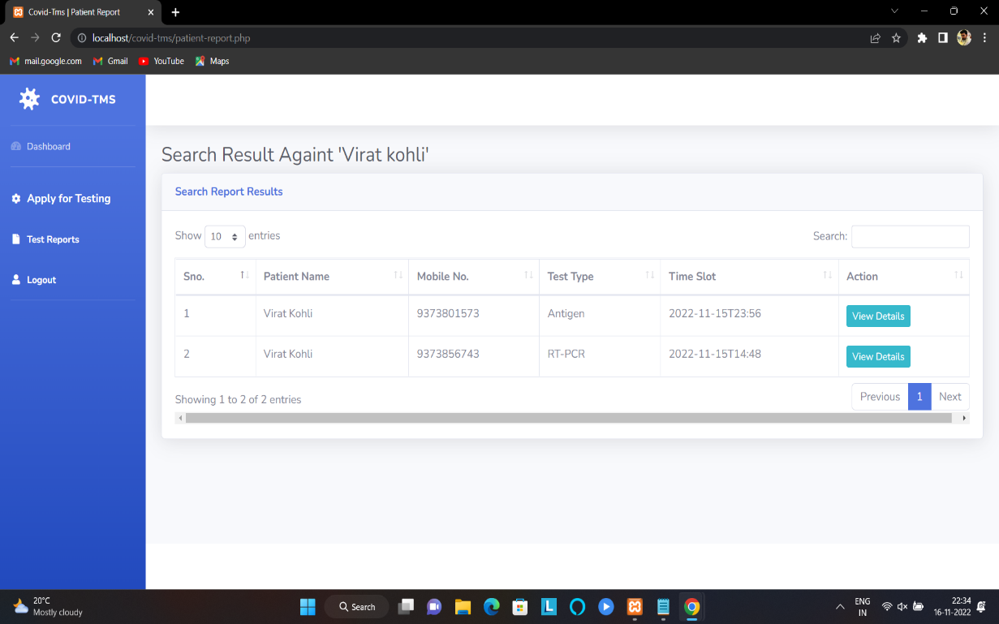 Covid-Tms | Patient Report
localhost/covid-tms/patient-report.php
mail.google.com Gmail YouTube Maps
COVID-TMS
Dashboard
Apply for Testing
Test Reports
Logout
Search Result Againt 'Virat kohli'
Search Report Results
Show 10 entries Search:
Sno. Patient Name Mobile No. Test Type Time Slot Action
1 Virat Kohli 9373801573 Antigen 2022-11-15T23:56 View Details
2 Virat Kohli 9373856743 RT-PCR 2022-11-15T14:48 View Details
Showing 1 to 2 of 2 entries Previous 1 Next
20°C
Mostly cloudy
Search
L
ENG
IN
22:34
16-11-2022